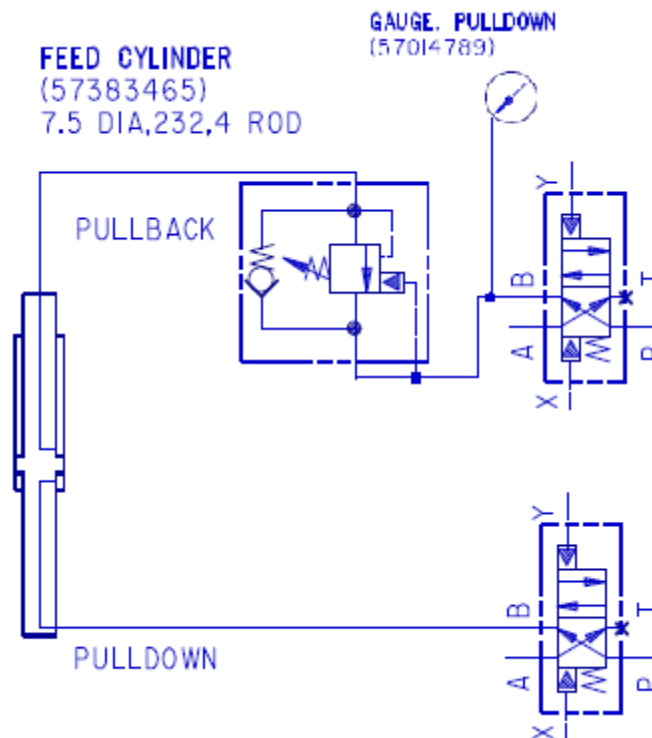 GAUGE. PULLDOWN
(57014789)
FEED CYLINDER
(57383465)
7.5 DIA,232,4 ROD
PULLBACK
Y
B
T
A
P
X
Y
B
T
A
P
X
PULLDOWN